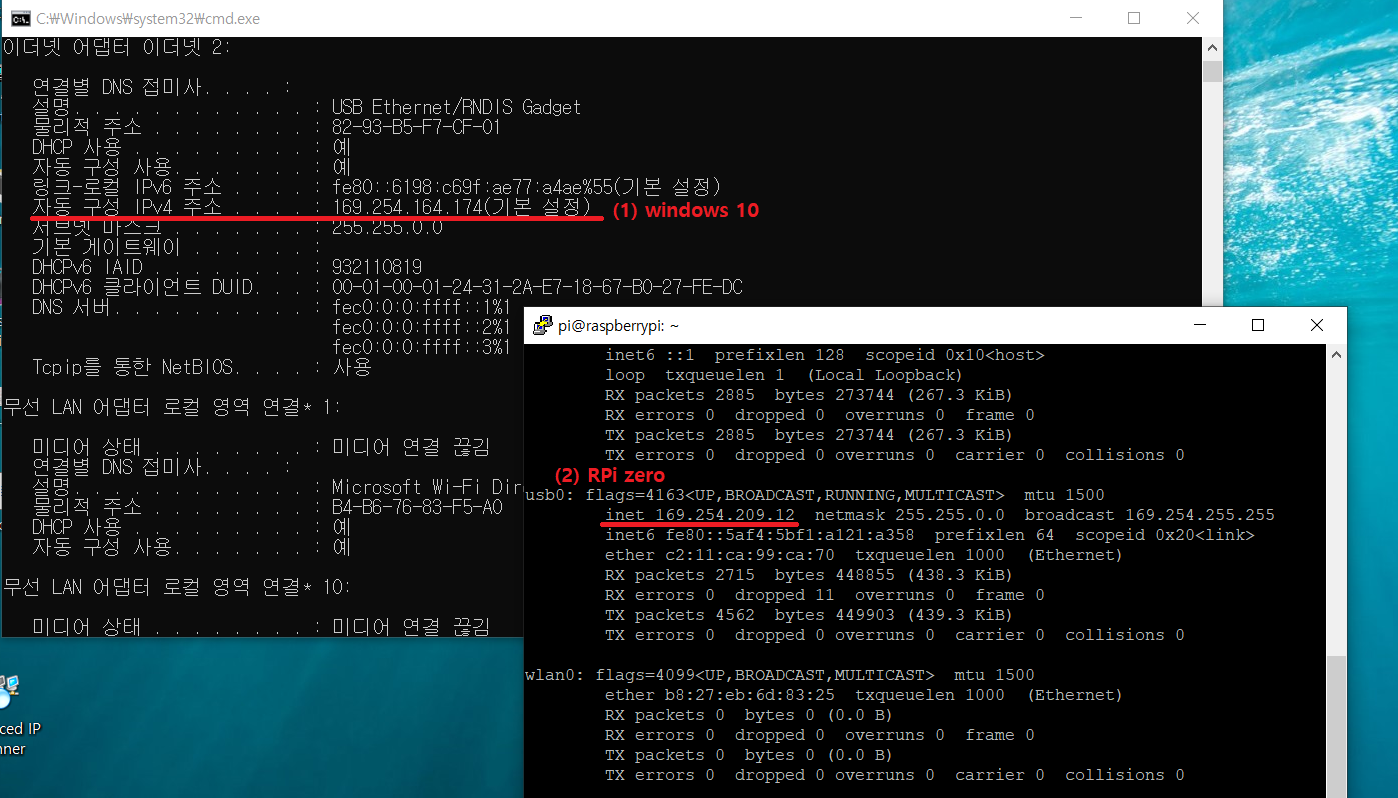 C:\Windows\system32\cmd.exe
이더넷 어댑터 이더넷 2:
연결별 DNS 접미사. . . . :
설명. . . . . . . . . . . . : USB Ethernet/RNDIS Gadget
물리적 주소 . . . . . . . . : 82-93-B5-F7-CF-01
DHCP 사용 . . . . . . . . . : 예
자동 구성 사용. . . . . . . : 예
링크-로컬 IPv6 주소 . . . . : fe80::6198:c69f:ae77:a4ae%55(기본 설정)
자동 구성 IPv4 주소 . . . . : 169.254.164.174(기본 설정)
(1) windows 10
서브넷 마스크 . . . . . . . : 255.255.0.0
기본 게이트웨이 . . . . . . :
DHCPv6 IAID . . . . . . . . : 932110819
DHCPv6 클라이언트 DUID. . . : 00-01-00-01-24-31-2A-E7-18-67-B0-27-FE-DC
DNS 서버. . . . . . . . . . : fec0:0:0:ffff::1%1
fec0:0:0:ffff::2%1
fec0:0:0:ffff::3%1
Tcpip를 통한 NetBIOS. . . . : 사용
무선 LAN 어댑터 로컬 영역 연결* 1:
미디어 상태 . . . . . . . . : 미디어 연결 끊김
연결별 DNS 접미사. . . . :
설명. . . . . . . . . . . . : Microsoft Wi-Fi Dir
물리적 주소 . . . . . . . . : B4-B6-76-83-F5-A0
DHCP 사용 . . . . . . . . . : 예
자동 구성 사용. . . . . . . : 예
무선 LAN 어댑터 로컬 영역 연결* 10:
미디어 상태 . . . . . . . . : 미디어 연결 끊김
pi@raspberrypi: ~
inet6 ::1 prefixlen 128 scopeid 0x10<host>
loop txqueuelen 1 (Local Loopback)
RX packets 2885 bytes 273744 (267.3 KiB)
RX errors 0 dropped 0 overruns 0 frame 0
TX packets 2885 bytes 273744 (267.3 KiB)
TX errors 0 dropped 0 overruns 0 carrier 0 collisions 0
(2) RPi zero
usb0: flags=4163<UP,BROADCAST,RUNNING,MULTICAST> mtu 1500
inet 169.254.209.12 netmask 255.255.0.0 broadcast 169.254.255.255
inet6 fe80::5af4:5bf1:a121:a358 prefixlen 64 scopeid 0x20<link>
ether c2:11:ca:99:ca:70 txqueuelen 1000 (Ethernet)
RX packets 2715 bytes 448855 (438.3 KiB)
RX errors 0 dropped 11 overruns 0 frame 0
TX packets 4562 bytes 449903 (439.3 KiB)
TX errors 0 dropped 0 overruns 0 carrier 0 collisions 0
wlan0: flags=4099<UP,BROADCAST,MULTICAST> mtu 1500
ether b8:27:eb:6d:83:25 txqueuelen 1000 (Ethernet)
RX packets 0 bytes 0 (0.0 B)
RX errors 0 dropped 0 overruns 0 frame 0
TX packets 0 bytes 0 (0.0 B)
TX errors 0 dropped 0 overruns 0 carrier 0 collisions 0
ced IP
nner